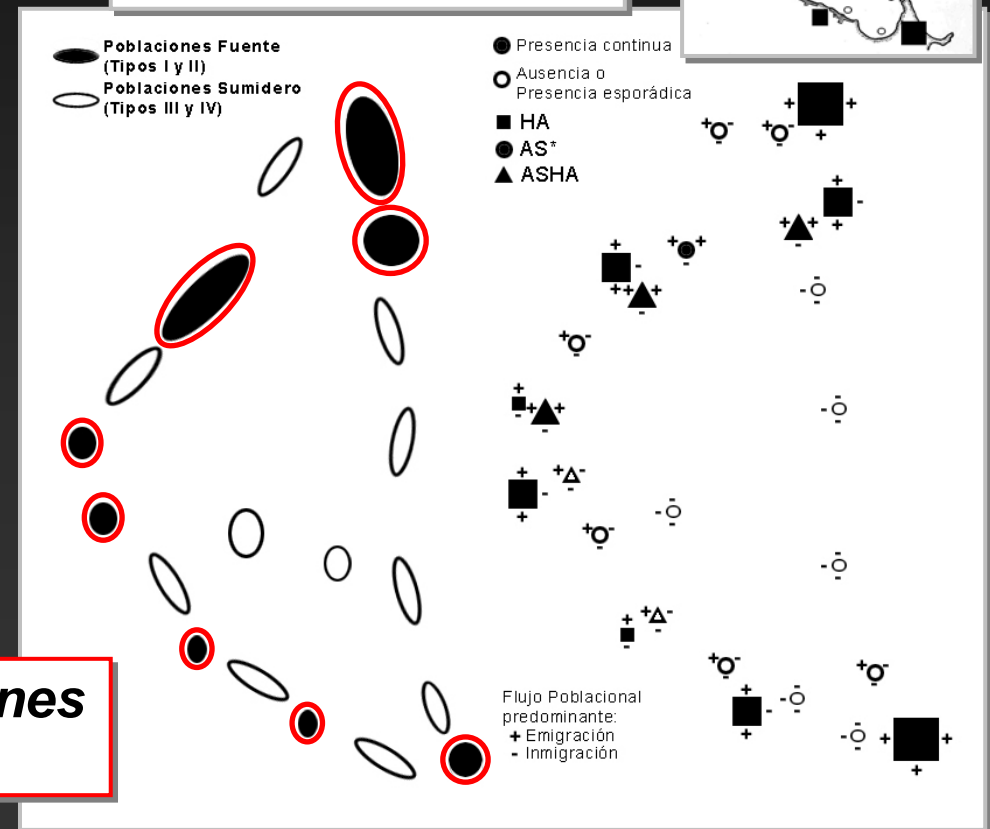 Poblaciones Fuente
(Tipos I y II)
Poblaciones Sumidero
(Tipos III y IV)
Presencia continua
Ausencia o
Presencia esporádica
HA
AS*
ASHA
Flujo Poblacional
predominante:
+ Emigración
- Inmigración
nes